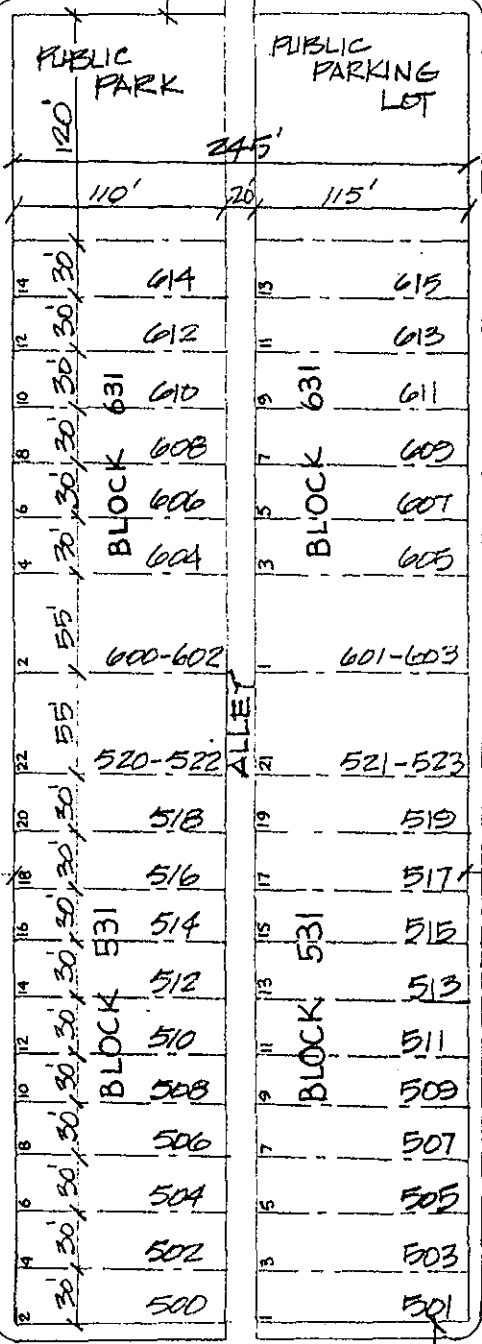 PUBLIC PARK
PUBLIC PARKING LOT
120'
245'
110' 20' 115'
14 30' 614 13 615
12 30' 612 11 613
10 30' 610 9 611
8 30' 608 7 609
6 30' 606 5 607
4 30' 604 3 605
BLOCK 631
BLOCK 631
2 55' 600-602 1 601-603
ALLEY
22 55' 520-522 21 521-523
20 30' 518 19 519
18 30' 516 17 517
16 30' 514 15 515
14 30' 512 13 513
12 30' 510 11 511
10 30' 508 9 509
8 30' 506 7 507
6 30' 504 5 505
4 30' 502 3 503
2 30' 500 1 501
BLOCK 531
BLOCK 531